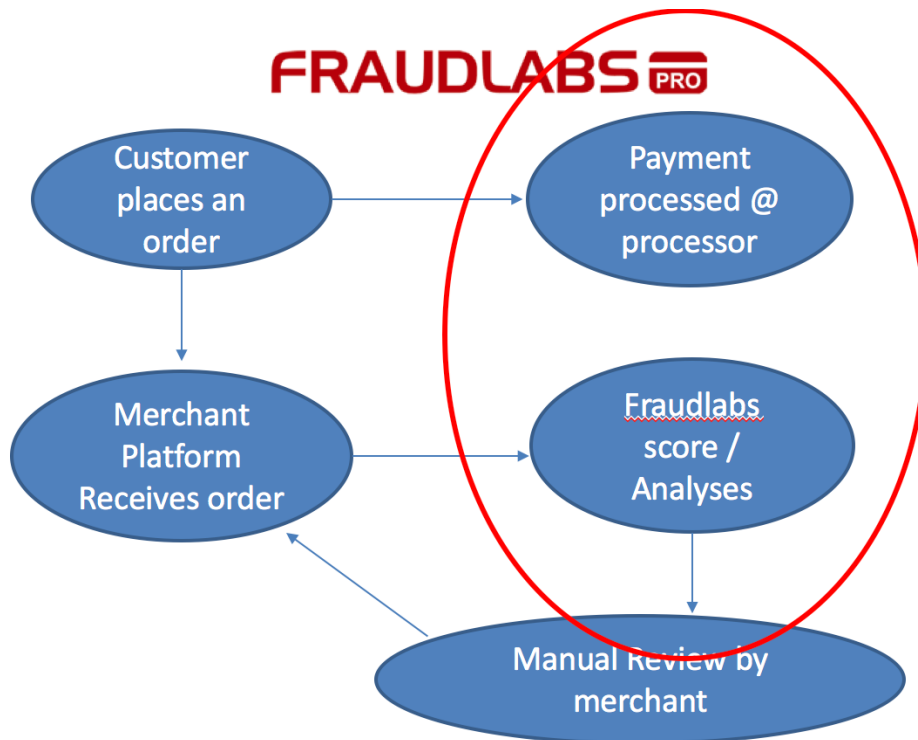 FRAUDLABS PRO
Customer
places an
order
Payment
processed @
processor
Merchant
Platform
Receives order
Fraudlabs
score /
Analyses
Manual Review by
merchant